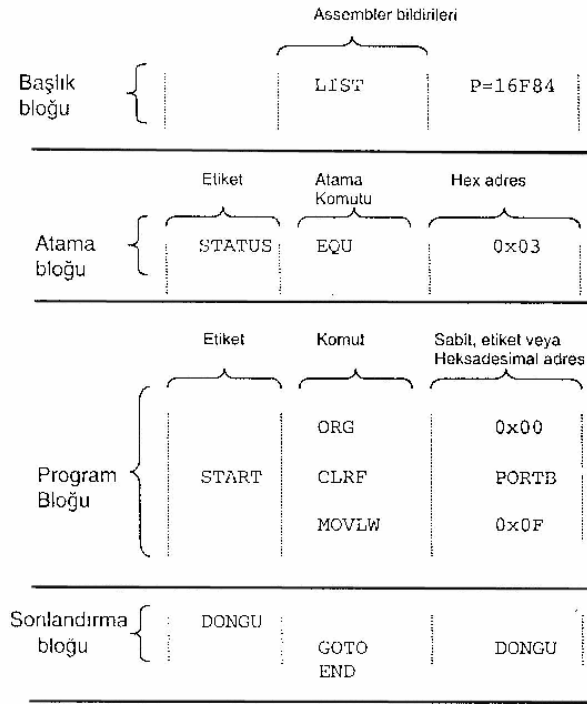 Assembler bildirileri
Başlık bloğu
LIST P=16F84
Etiket Atama Komutu Hex adres
Atama bloğu
STATUS EQU 0x03
Etiket Komut Sabit, etiket veya Heksadesimal adres
ORG 0x00
Program Bloğu
START CLRF PORTB
MOVLW 0x0F
Sonlandırma bloğu
DONGU
GOTO DONGU
END